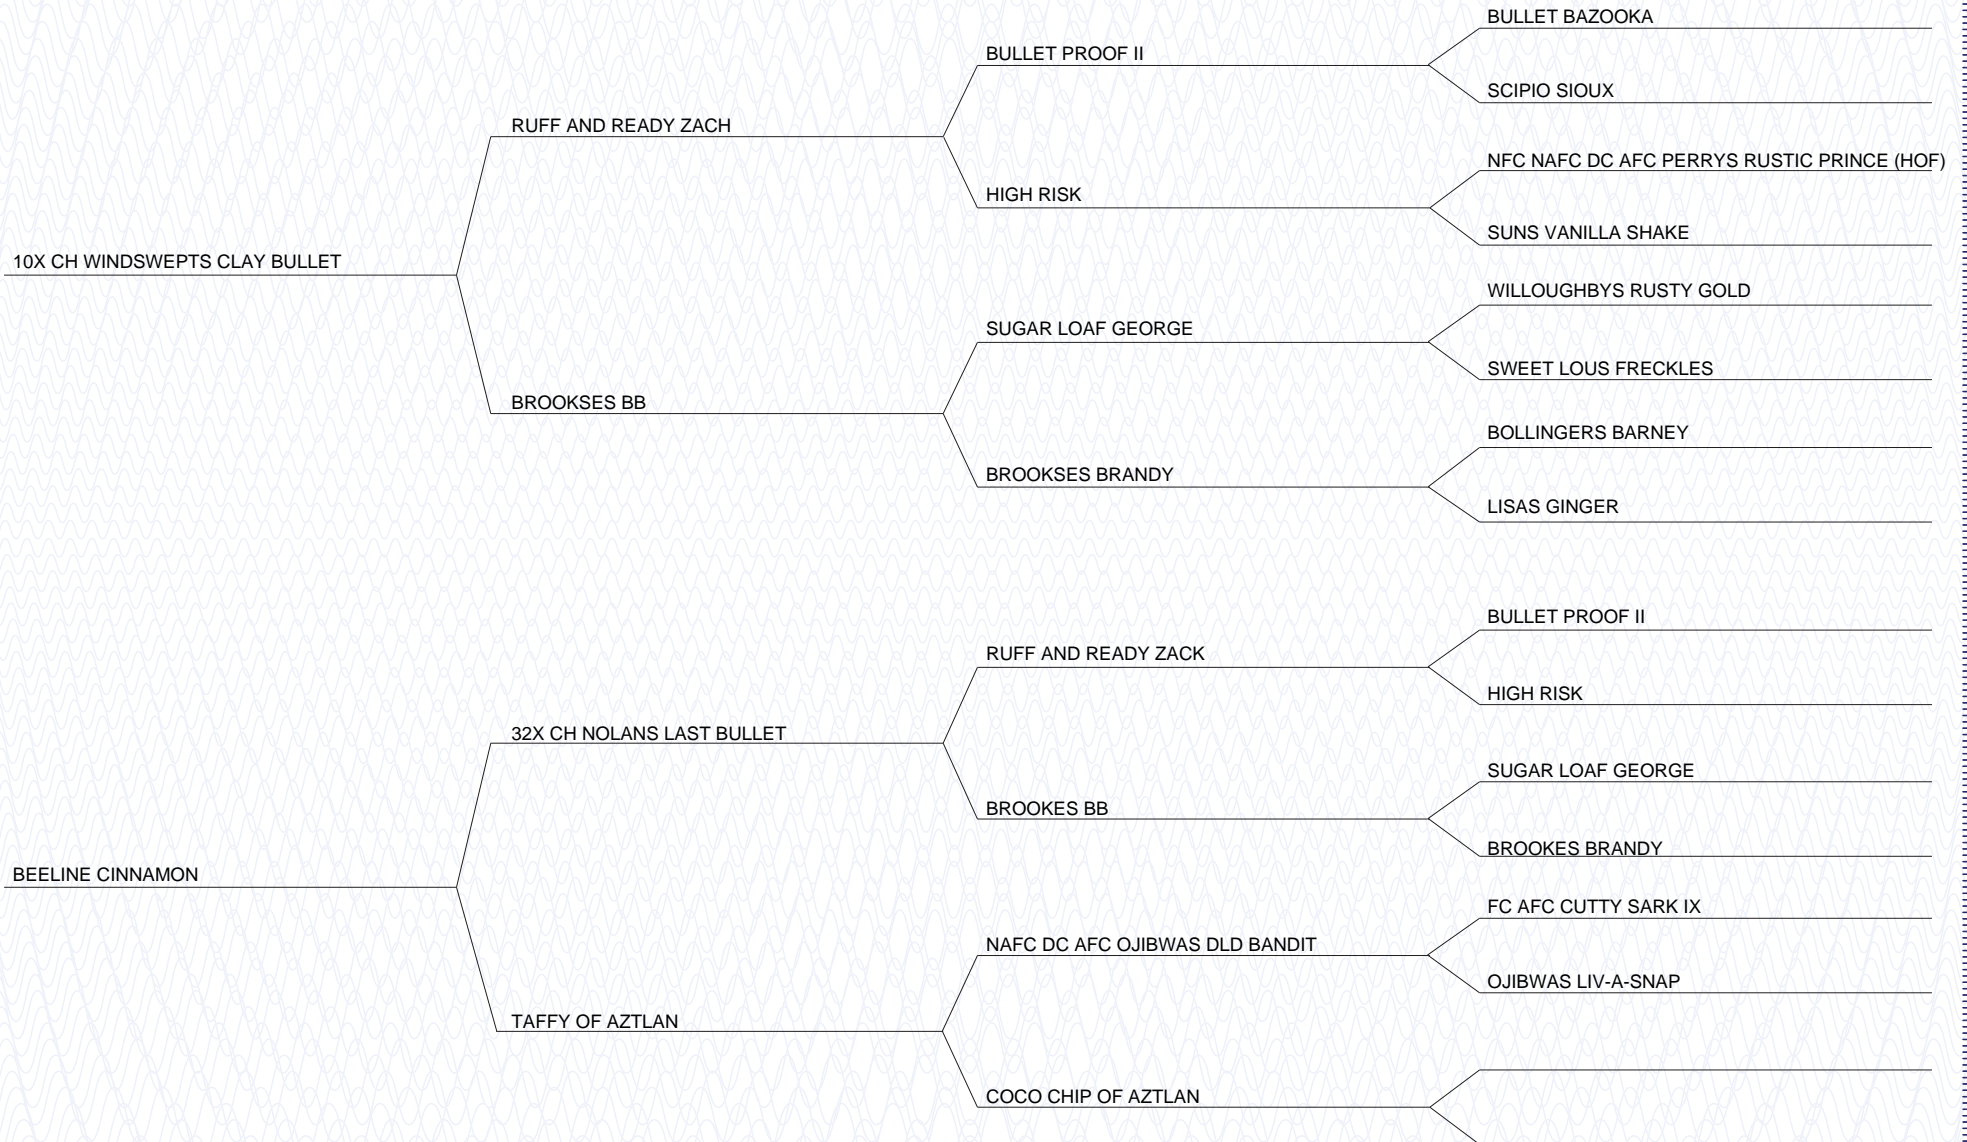 BULLET BAZOOKA
BULLET PROOF II
SCIPIO SIOUX
RUFF AND READY ZACH
NFC NAFC DC AFC PERRYS RUSTIC PRINCE (HOF)
HIGH RISK
SUNS VANILLA SHAKE
10X CH WINDSWEPTS CLAY BULLET
WILLOUGHBYS RUSTY GOLD
SUGAR LOAF GEORGE
SWEET LOUS FRECKLES
BROOKSES BB
BOLLINGERS BARNEY
BROOKSES BRANDY
LISAS GINGER
BULLET PROOF II
RUFF AND READY ZACK
HIGH RISK
32X CH NOLANS LAST BULLET
SUGAR LOAF GEORGE
BROOKES BB
BROOKES BRANDY
BEELINE CINNAMON
FC AFC CUTTY SARK IX
NAFC DC AFC OJIBWAS DLD BANDIT
OJIBWAS LIV-A-SNAP
TAFFY OF AZTLAN
COCO CHIP OF AZTLAN